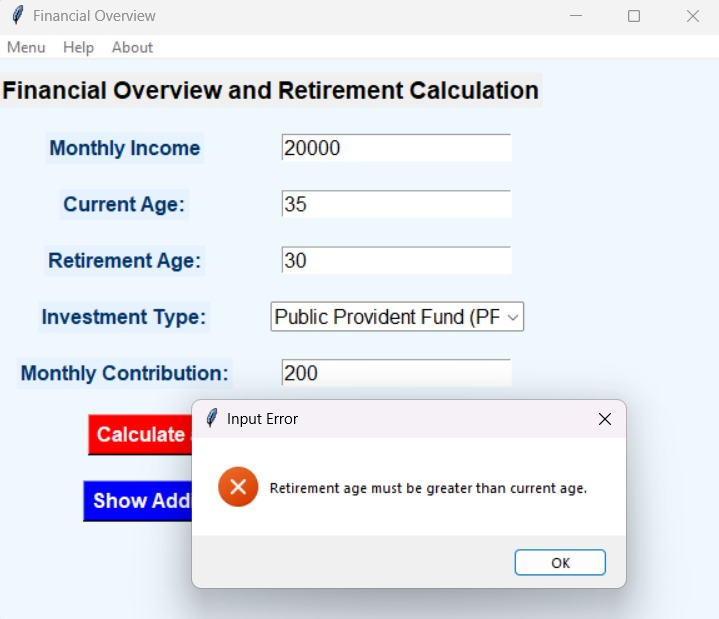 Financial Overview
Menu Help About
Financial Overview and Retirement Calculation
Monthly Income 20000
Current Age: 35
Retirement Age: 30
Investment Type: Public Provident Fund (PF
Monthly Contribution: 200
Calculate
Show Addi
Input Error
Retirement age must be greater than current age.
OK